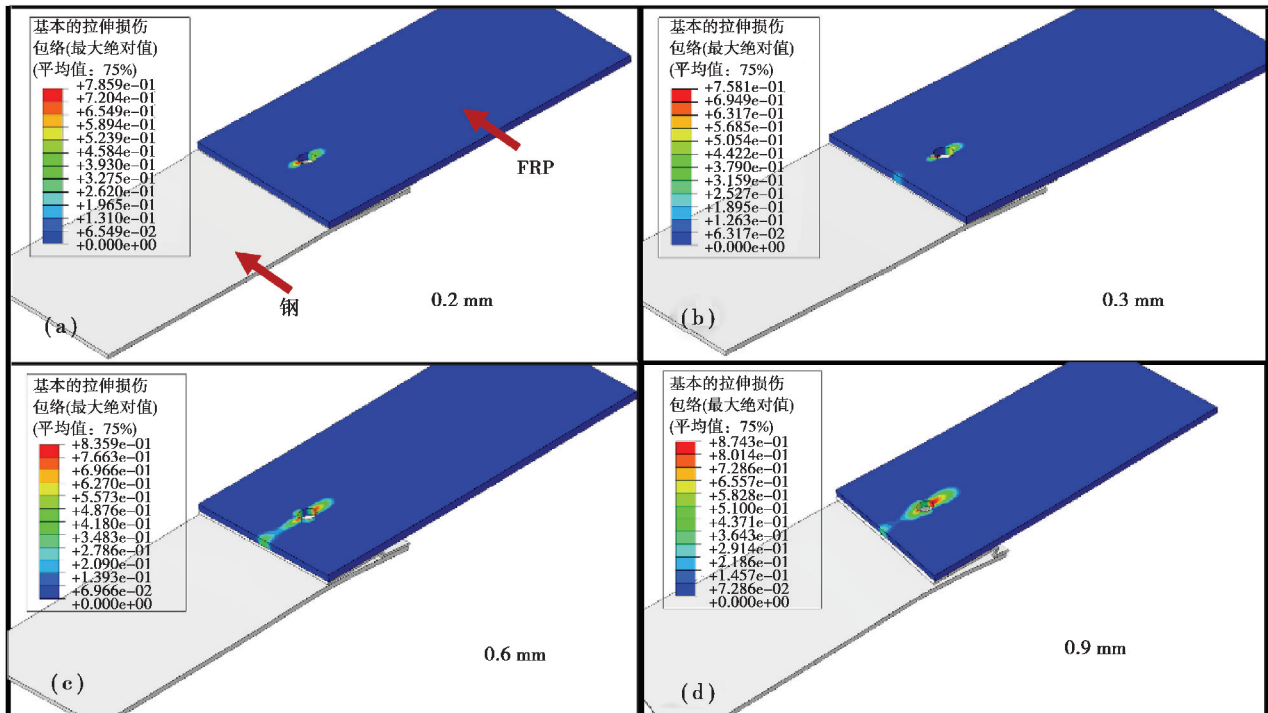 基本的拉伸损伤
包络(最大绝对值)
(平均值：75%)
+7.859e-01
+7.204e-01
+6.549e-01
+5.894e-01
+5.239e-01
+4.584e-01
+3.930e-01
+3.275e-01
+2.620e-01
+1.965e-01
+1.310e-01
+6.549e-02
+0.000e+00
FRP
钢
0.2 mm
(a)
基本的拉伸损伤
包络(最大绝对值)
(平均值：75%)
+7.581e-01
+6.949e-01
+6.317e-01
+5.685e-01
+5.054e-01
+4.422e-01
+3.790e-01
+3.159e-01
+2.527e-01
+1.895e-01
+1.263e-01
+6.317e-02
+0.000e+00
0.3 mm
(b)
基本的拉伸损伤
包络(最大绝对值)
(平均值：75%)
+8.359e-01
+7.663e-01
+6.966e-01
+6.270e-01
+5.573e-01
+4.876e-01
+4.180e-01
+3.483e-01
+2.786e-01
+2.090e-01
+1.393e-01
+6.966e-02
+0.000e+00
0.6 mm
(c)
基本的拉伸损伤
包络(最大绝对值)
(平均值：75%)
+8.743e-01
+8.014e-01
+7.286e-01
+6.557e-01
+5.828e-01
+5.100e-01
+4.371e-01
+3.643e-01
+2.914e-01
+2.186e-01
+1.457e-01
+7.286e-02
+0.000e+00
0.9 mm
(d)